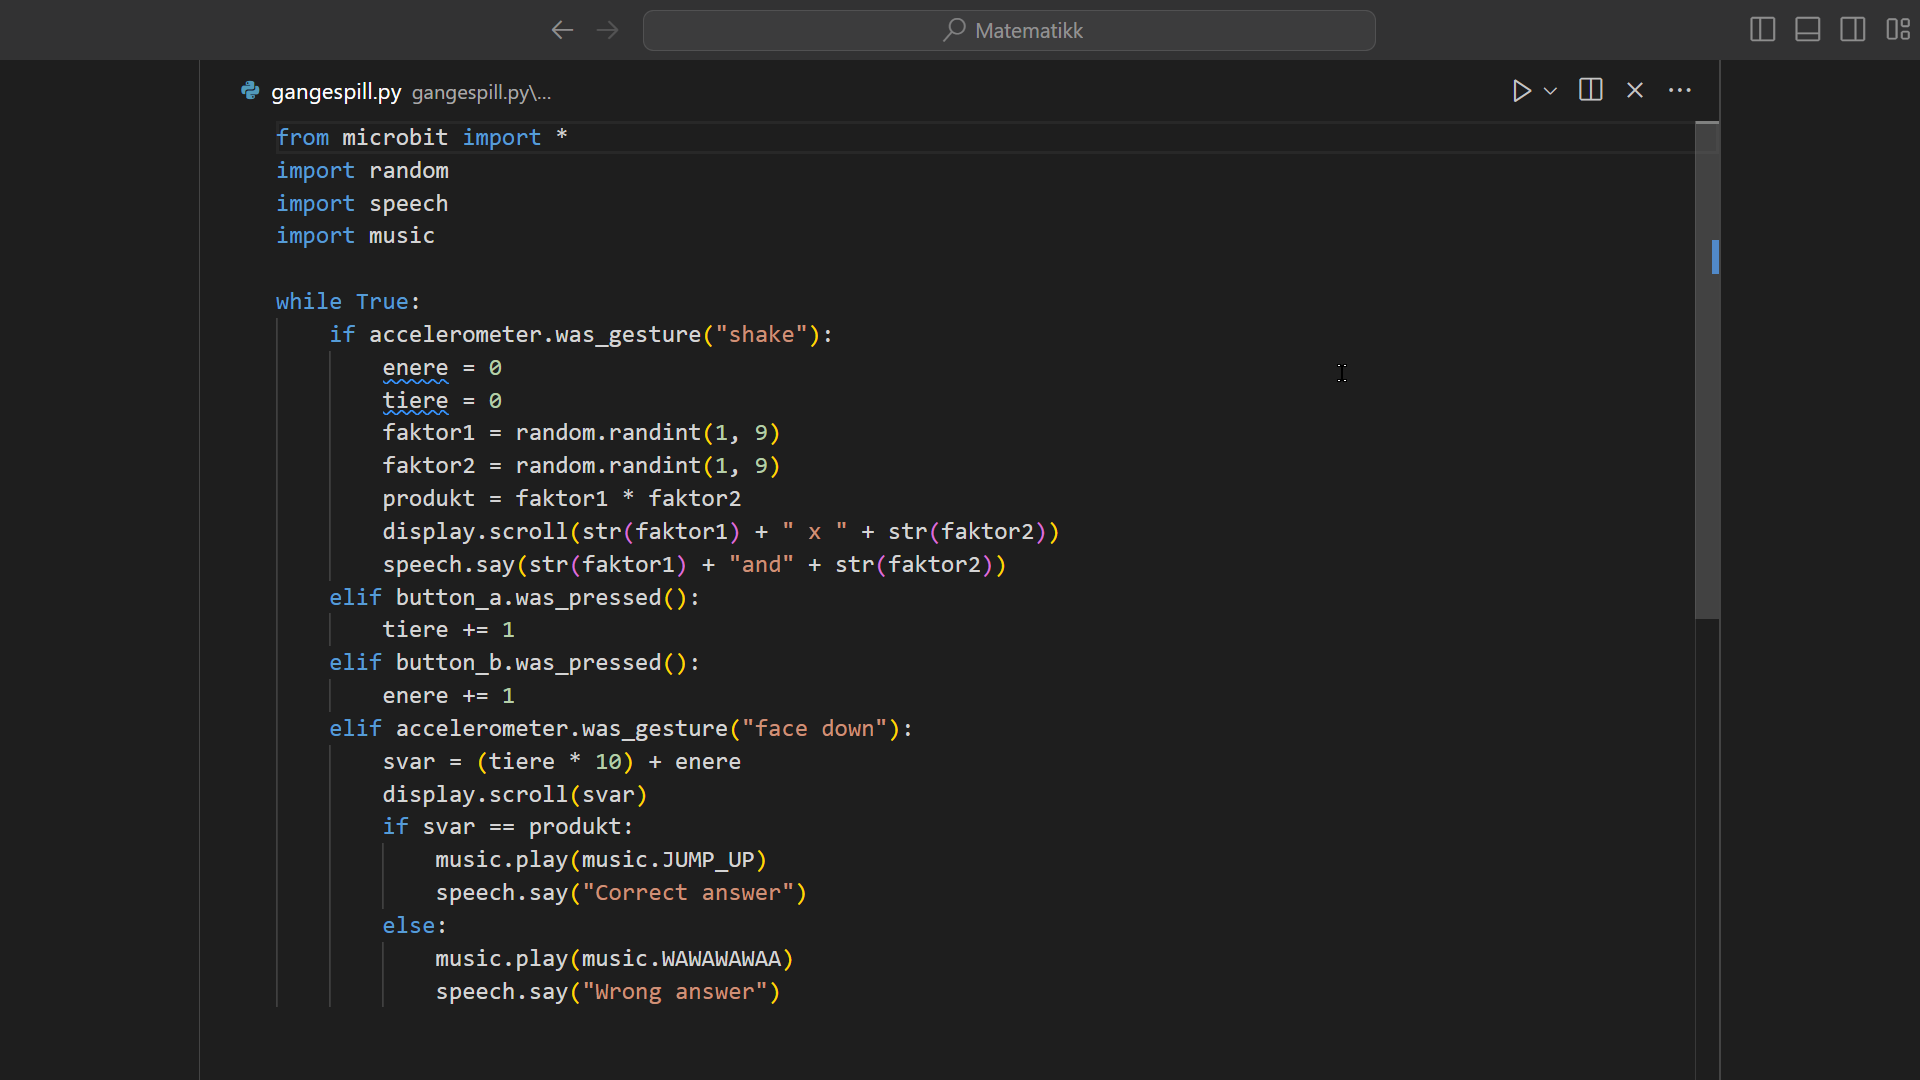 Matematikk
gangespill.py gangespill.py\...
from microbit import *
import random
import speech
import music
while True:
if accelerometer.was_gesture("shake"):
enere = 0
tiere = 0
faktor1 = random.randint(1, 9)
faktor2 = random.randint(1, 9)
produkt = faktor1 * faktor2
display.scroll(str(faktor1) + " x " + str(faktor2))
speech.say(str(faktor1) + "and" + str(faktor2))
elif button_a.was_pressed():
tiere += 1
elif button_b.was_pressed():
enere += 1
elif accelerometer.was_gesture("face down"):
svar = (tiere * 10) + enere
display.scroll(svar)
if svar == produkt:
music.play(music.JUMP_UP)
speech.say("Correct answer")
else:
music.play(music.WAWAWAWAA)
speech.say("Wrong answer")